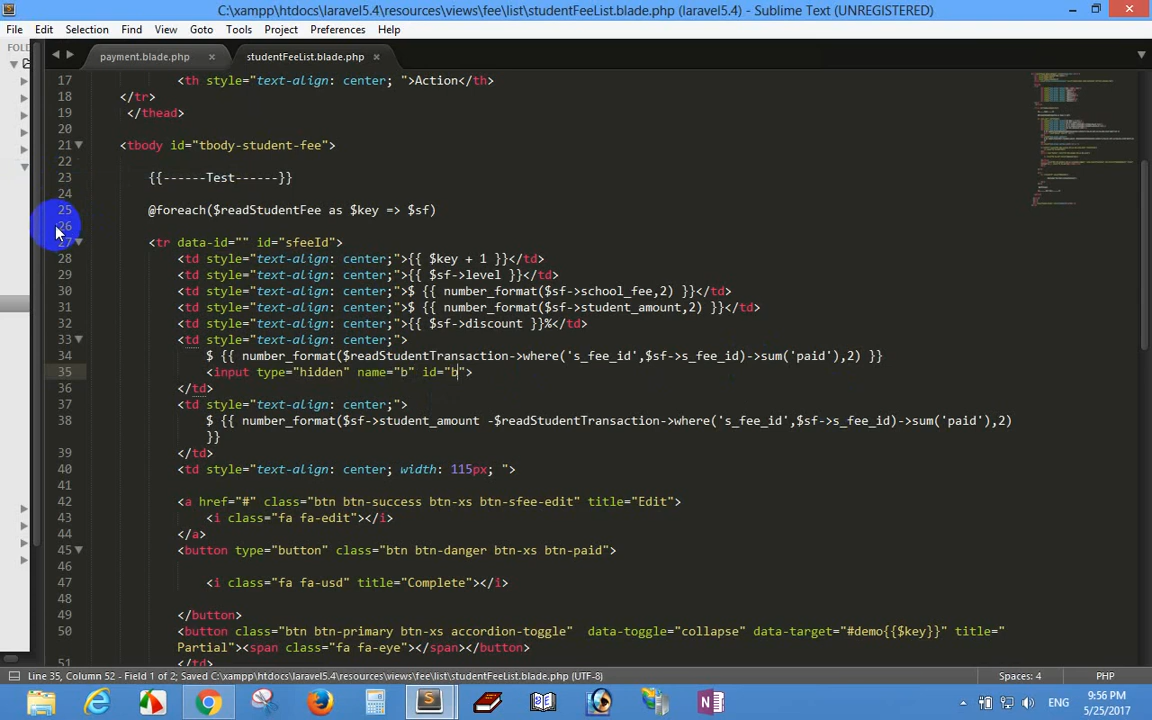 C:\xampp\htdocs\laravel5.4\resources\views\fee\list\studentFeeList.blade.php (laravel5.4) - Sublime Text (UNREGISTERED)
File Edit Selection Find View Goto Tools Project Preferences Help
FOLD payment.blade.php × studentFeeList.blade.php ×
17 <th style="text-align: center; ">Action</th>
18 </tr>
19 </thead>
20
21 <tbody id="tbody-student-fee">
22
23 {{------Test------}}
24
25 @foreach($readStudentFee as $key => $sf)
26
27 <tr data-id="" id="sfeeId">
28 <td style="text-align: center;">{{ $key + 1 }}</td>
29 <td style="text-align: center;">{{ $sf->level }}</td>
30 <td style="text-align: center;">$ {{ number_format($sf->school_fee,2) }}</td>
31 <td style="text-align: center;">$ {{ number_format($sf->student_amount,2) }}</td>
32 <td style="text-align: center;">{{ $sf->discount }}%</td>
33 <td style="text-align: center;">
34 $ {{ number_format($readStudentTransaction->where('s_fee_id',$sf->s_fee_id)->sum('paid'),2) }}
35 <input type="hidden" name="b" id="b">
36 </td>
37 <td style="text-align: center;">
38 $ {{ number_format($sf->student_amount -$readStudentTransaction->where('s_fee_id',$sf->s_fee_id)->sum('paid'),2)
}}
39 </td>
40 <td style="text-align: center; width: 115px; ">
41
42 <a href="#" class="btn btn-success btn-xs btn-sfee-edit" title="Edit">
43 <i class="fa fa-edit"></i>
44 </a>
45 <button type="button" class="btn btn-danger btn-xs btn-paid">
46
47 <i class="fa fa-usd" title="Complete"></i>
48
49 </button>
50 <button class="btn btn-primary btn-xs accordion-toggle" data-toggle="collapse" data-target="#demo{{$key}}" title="
Partial"><span class="fa fa-eye"></span></button>
51 </td>
Line 35, Column 52 - Field 1 of 2; Saved C:\xampp\htdocs\laravel5.4\resources\views\fee\list\studentFeeList.blade.php (UTF-8) Spaces: 4 PHP
ENG 9:56 PM
5/25/2017